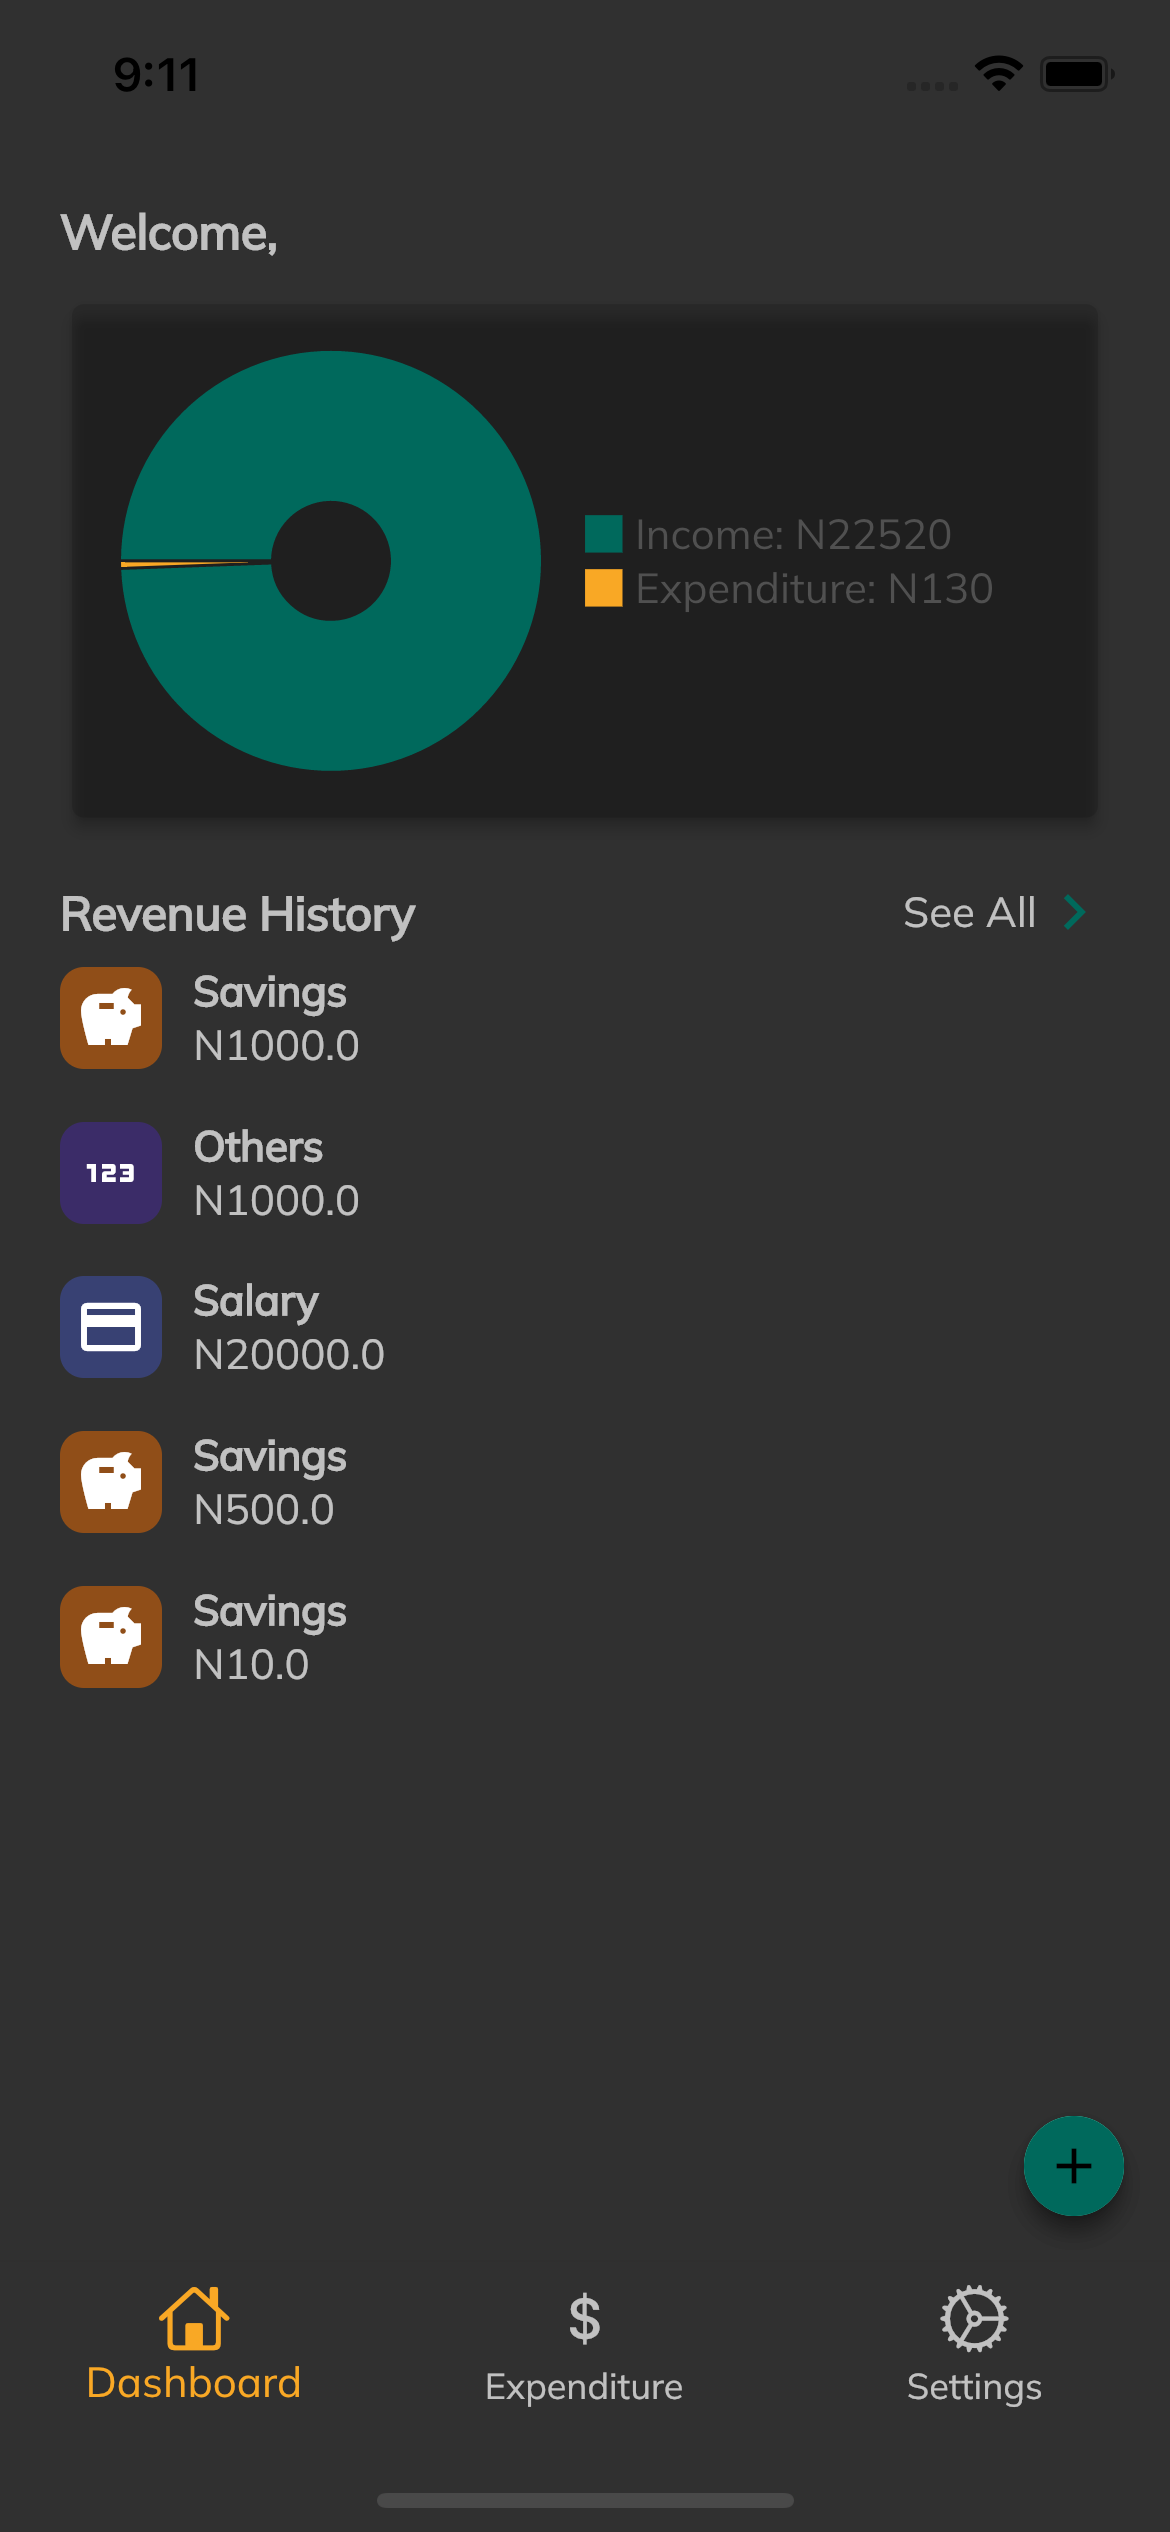 9:11
Welcome,
Income: N22520
Expenditure: N130
Revenue History
See All
Savings
N1000.0
123
Others
N1000.0
Salary
N20000.0
Savings
N500.0
Savings
N10.0
Dashboard
Expenditure
Settings